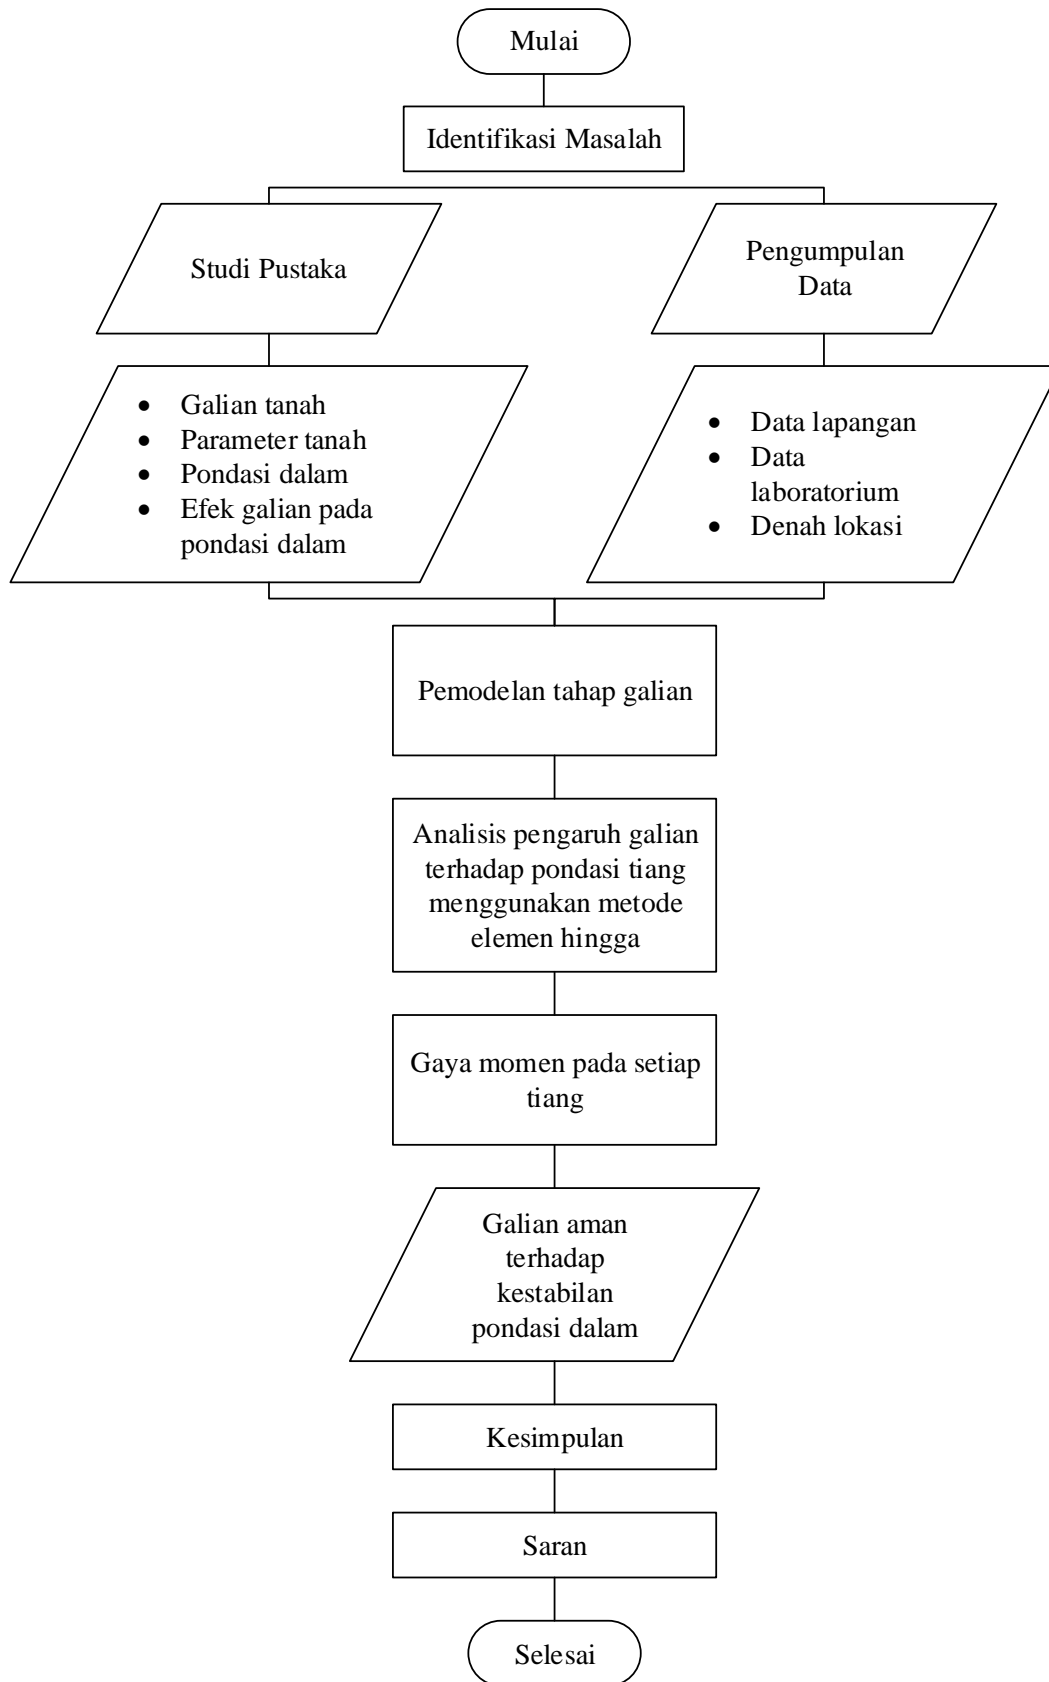 Mulai
Identifikasi Masalah
Studi Pustaka
Pengumpulan
Data
• Galian tanah
• Parameter tanah
• Pondasi dalam
• Efek galian pada
pondasi dalam
• Data lapangan
• Data
laboratorium
• Denah lokasi
Pemodelan tahap galian
Analisis pengaruh galian
terhadap pondasi tiang
menggunakan metode
elemen hingga
Gaya momen pada setiap
tiang
Galian aman
terhadap
kestabilan
pondasi dalam
Kesimpulan
Saran
Selesai